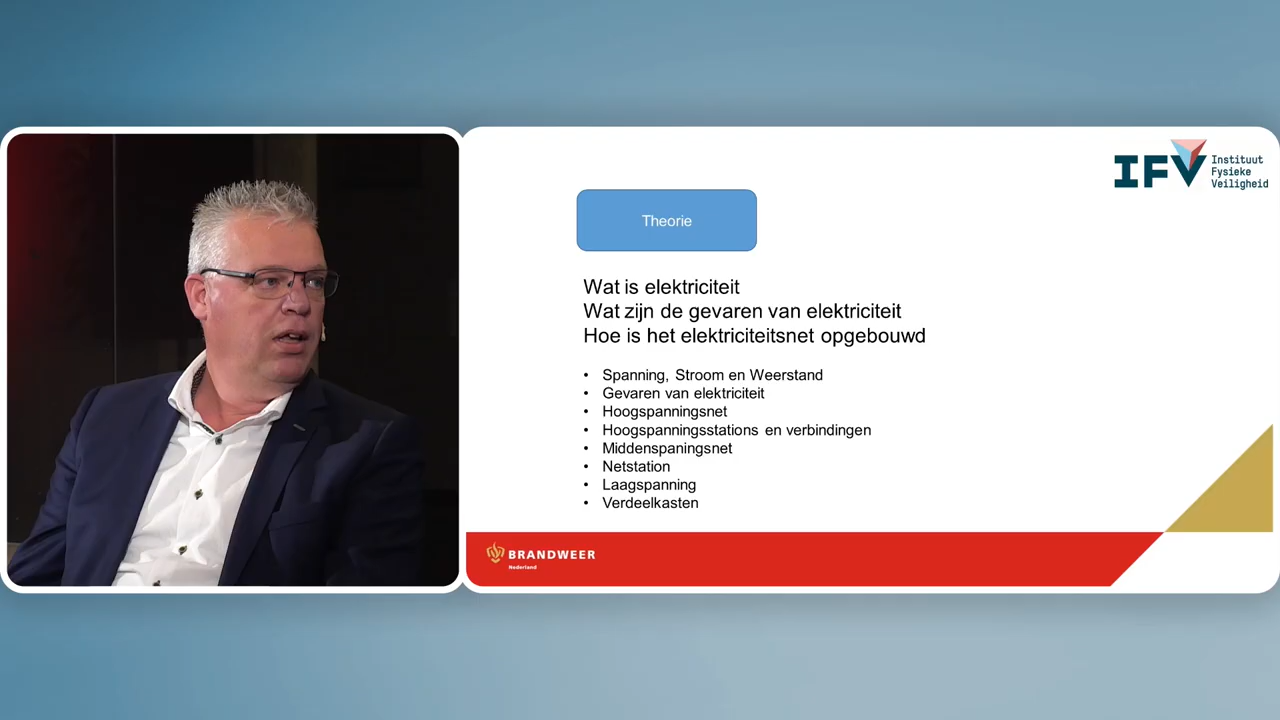 IFV
Instituut
Fysieke
Veiligheid
Theorie
Wat is elektriciteit
Wat zijn de gevaren van elektriciteit
Hoe is het elektriciteitsnet opgebouwd
• Spanning, Stroom en Weerstand
• Gevaren van elektriciteit
• Hoogspanningsnet
• Hoogspanningsstations en verbindingen
• Middenspaningsnet
• Netstation
• Laagspanning
• Verdeelkasten
BRANDWEER
Nederland